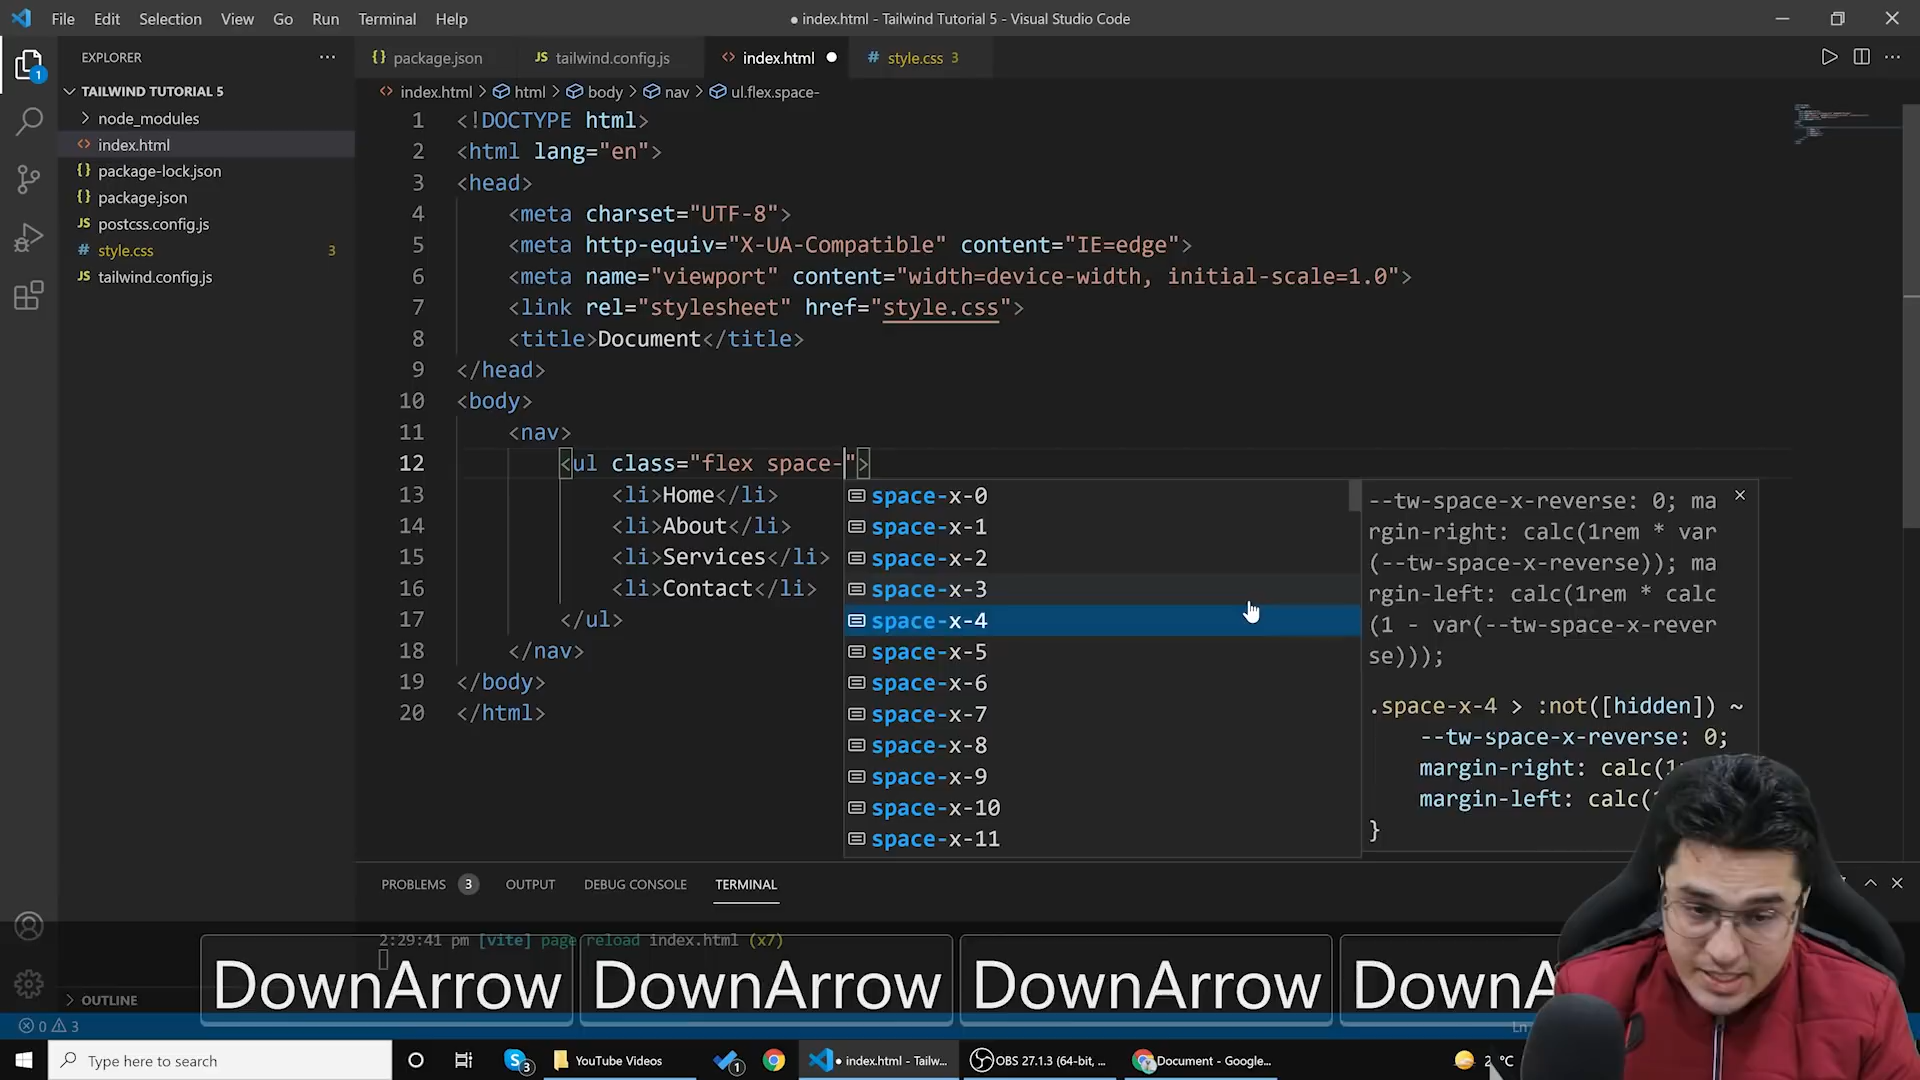 File Edit Selection View Go Run Terminal Help
● index.html - Tailwind Tutorial 5 - Visual Studio Code
EXPLORER
TAILWIND TUTORIAL 5
node_modules
index.html
package-lock.json
package.json
postcss.config.js
style.css 3
tailwind.config.js
OUTLINE
1
{} package.json JS tailwind.config.js <> index.html ● # style.css 3
<> index.html > html > body > nav > ul.flex.space-
1 <!DOCTYPE html>
2 <html lang="en">
3 <head>
4 <meta charset="UTF-8">
5 <meta http-equiv="X-UA-Compatible" content="IE=edge">
6 <meta name="viewport" content="width=device-width, initial-scale=1.0">
7 <link rel="stylesheet" href="style.css">
8 <title>Document</title>
9 </head>
10 <body>
11 <nav>
12 <ul class="flex space-">
13 <li>Home</li>
14 <li>About</li>
15 <li>Services</li>
16 <li>Contact</li>
17 </ul>
18 </nav>
19 </body>
20 </html>
space-x-0
space-x-1
space-x-2
space-x-3
space-x-4
space-x-5
space-x-6
space-x-7
space-x-8
space-x-9
space-x-10
space-x-11
--tw-space-x-reverse: 0; ma
rgin-right: calc(1rem * var
(--tw-space-x-reverse)); ma
rgin-left: calc(1rem * calc
(1 - var(--tw-space-x-rever
se)));
.space-x-4 > :not([hidden]) ~
--tw-space-x-reverse: 0;
margin-right: calc(1
margin-left: calc(
}
PROBLEMS 3 OUTPUT DEBUG CONSOLE TERMINAL
2:29:41 pm [vite] page reload index.html (x7)
DownArrow DownArrow DownArrow DownA
0 3
Ln
Type here to search
3
YouTube Videos
1
● index.html - Tailw...
OBS 27.1.3 (64-bit, ...
Document - Google...